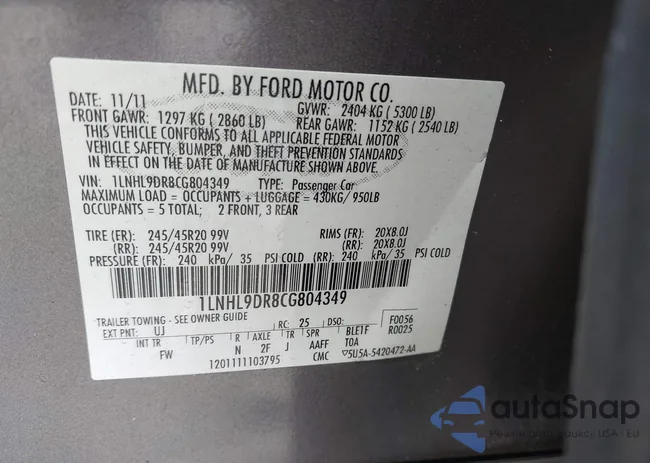 MFD. BY FORD MOTOR CO.
DATE: 11/11 GVWR: 2404 KG ( 5300 LB)
FRONT GAWR: 1297 KG ( 2860 LB) REAR GAWR: 1152 KG ( 2540 LB)
THIS VEHICLE CONFORMS TO ALL APPLICABLE FEDERAL MOTOR
VEHICLE SAFETY, BUMPER, AND THEFT PREVENTION STANDARDS
IN EFFECT ON THE DATE OF MANUFACTURE SHOWN ABOVE.
VIN: 1LNHL9DR8CG804349 TYPE: Passenger Car
MAXIMUM LOAD = OCCUPANTS + LUGGAGE = 430KG/ 950LB
OCCUPANTS = 5 TOTAL; 2 FRONT, 3 REAR
TIRE (FR): 245/45R20 99V RIMS (FR): 20X8.0J
(RR): 245/45R20 99V (RR): 20X8.0J
PRESSURE (FR): 240 kPa/ 35 PSI COLD (RR): 240 kPa/ 35 PSI COLD
1LNHL9DR8CG804349
TRAILER TOWING - SEE OWNER GUIDE F0056
EXT PNT: UJ RC: 25 DSO: R0025
INT TR TP/PS R AXLE TR SPR BLETF
FW N 2F J AAFF TOA
1201111103795 CMC 5U5A-5420472-AA
autoSnap
Pewne auto z aukcji USA - EU